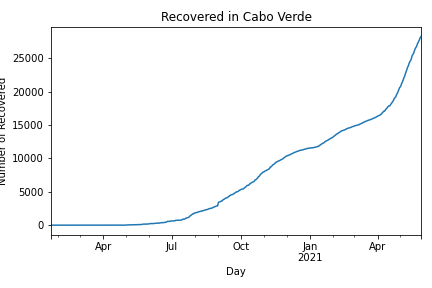 Recovered in Cabo Verde
Number of Recovered
25000
20000
15000
10000
5000
0
Apr Jul Oct Jan Apr
2021
Day